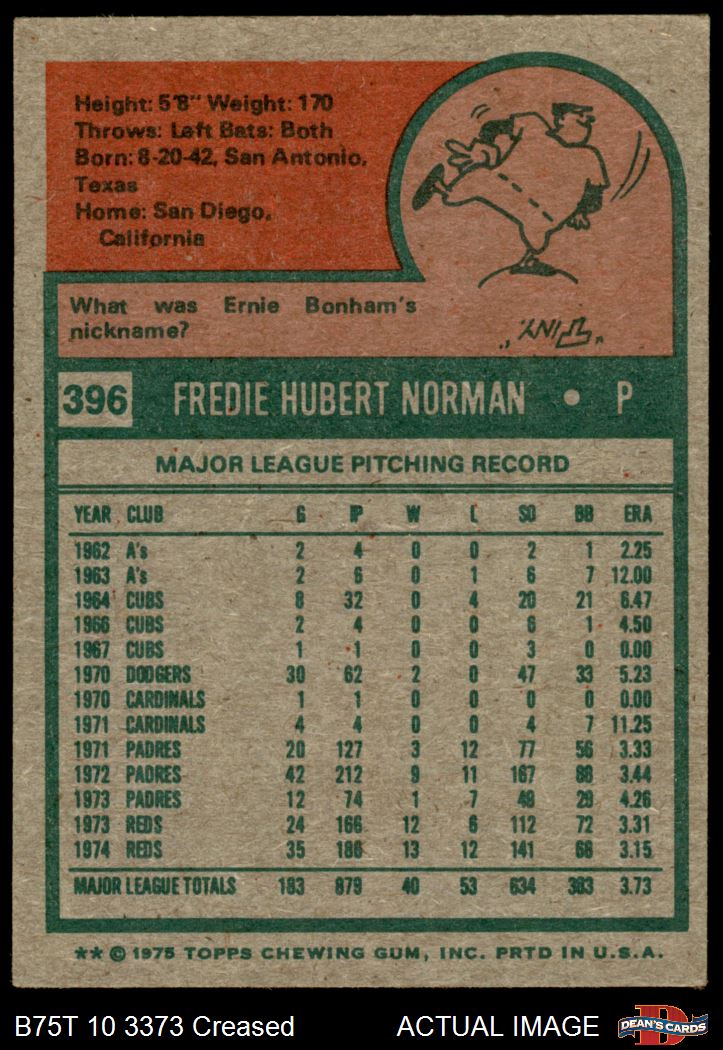 Height: 5'8" Weight: 170
Throws: Left Bats: Both
Born: 8-20-42, San Antonio,
Texas
Home: San Diego,
California
What was Ernie Bonham's
nickname?
"TINY"
396 FREDIE HUBERT NORMAN • P
MAJOR LEAGUE PITCHING RECORD
YEAR CLUB G IP W L SO BB ERA
1962 A's 2 4 0 0 2 1 2.25
1963 A's 2 6 0 1 6 7 12.00
1964 CUBS 8 32 0 4 20 21 6.47
1966 CUBS 2 4 0 0 6 1 4.50
1967 CUBS 1 1 0 0 3 0 0.00
1970 DODGERS 30 62 2 0 47 33 5.23
1970 CARDINALS 1 1 0 0 0 0 0.00
1971 CARDINALS 4 4 0 0 4 7 11.25
1971 PADRES 20 127 3 12 77 56 3.33
1972 PADRES 42 212 9 11 167 88 3.44
1973 PADRES 12 74 1 7 49 29 4.26
1973 REDS 24 166 12 6 112 72 3.31
1974 REDS 35 186 13 12 141 68 3.15
MAJOR LEAGUE TOTALS 183 879 40 53 634 383 3.73
** © 1975 TOPPS CHEWING GUM, INC. PRTD IN U.S.A.
B75T 10 3373 Creased ACTUAL IMAGE D DEAN'S CARDS